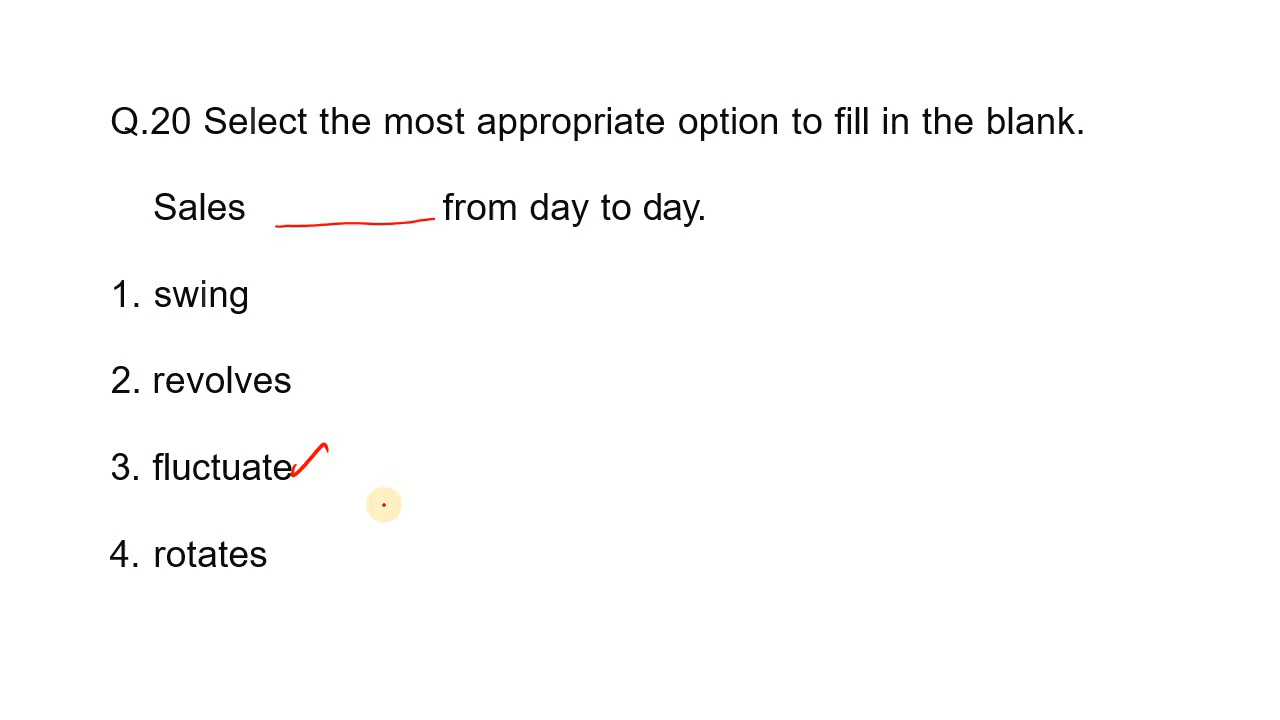 Q.20 Select the most appropriate option to fill in the blank.
Sales from day to day.
1. swing
2. revolves
3. fluctuate
4. rotates